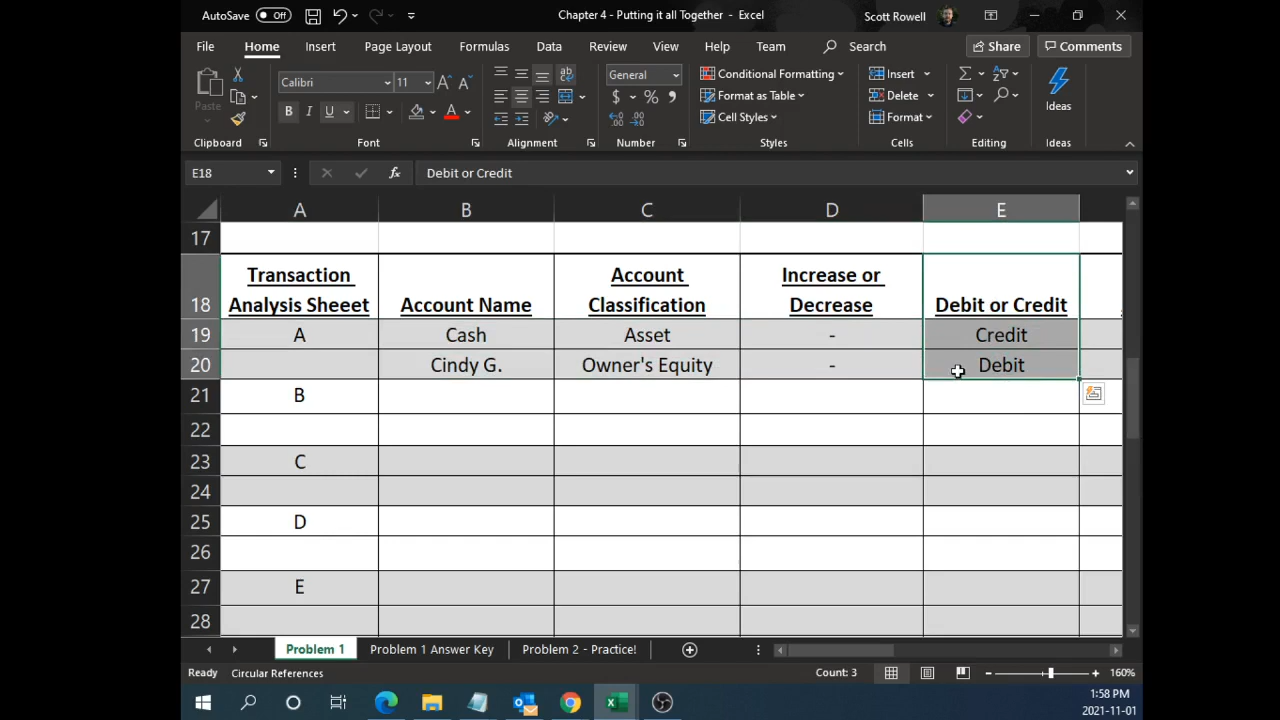 AutoSave Off Chapter 4 - Putting it all Together - Excel Scott Rowell
File Home Insert Page Layout Formulas Data Review View Help Team Search Share Comments
Paste Calibri 11 A A General Conditional Formatting Insert Ideas
B I U A $ % 9 Format as Table Delete
Cell Styles Format
Clipboard Font Alignment Number Styles Cells Editing Ideas
E18 fx Debit or Credit
A B C D E
17
18 Transaction Analysis Sheeet Account Name Account Classification Increase or Decrease Debit or Credit
19 A Cash Asset - Credit
20 Cindy G. Owner's Equity - Debit
21 B
22
23 C
24
25 D
26
27 E
28
Problem 1 Problem 1 Answer Key Problem 2 - Practice!
Ready Circular References Count: 3 160%
1:58 PM
2021-11-01